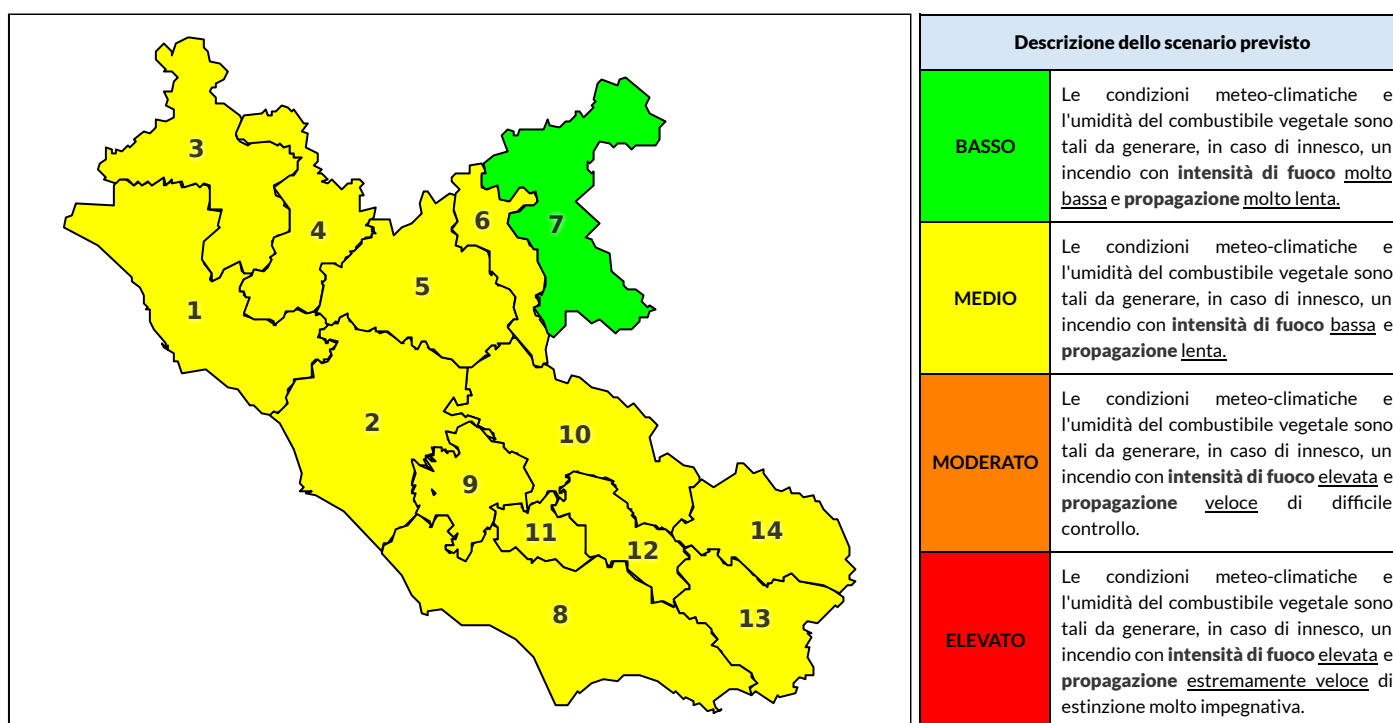 3
4
6
7
5
1
2
10
9
11
12
14
8
13
Descrizione dello scenario previsto
BASSO
Le condizioni meteo-climatiche e
l'umidità del combustibile vegetale sono
tali da generare, in caso di innesco, un
incendio con intensità di fuoco molto
bassa e propagazione molto lenta.
MEDIO
Le condizioni meteo-climatiche e
l'umidità del combustibile vegetale sono
tali da generare, in caso di innesco, un
incendio con intensità di fuoco bassa e
propagazione lenta.
MODERATO
Le condizioni meteo-climatiche e
l'umidità del combustibile vegetale sono
tali da generare, in caso di innesco, un
incendio con intensità di fuoco elevata e
propagazione veloce di difficile
controllo.
ELEVATO
Le condizioni meteo-climatiche e
l'umidità del combustibile vegetale sono
tali da generare, in caso di innesco, un
incendio con intensità di fuoco elevata e
propagazione estremamente veloce di
estinzione molto impegnativa.